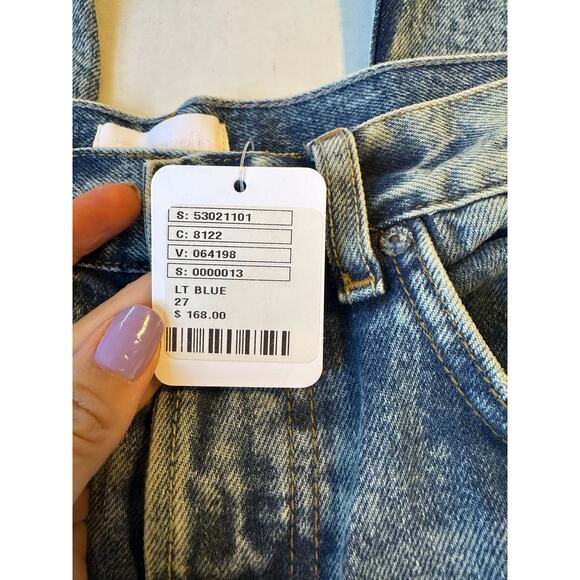 S: 53021101
C: 8122
V: 064198
S: 0000013
LT BLUE
27
$ 168.00